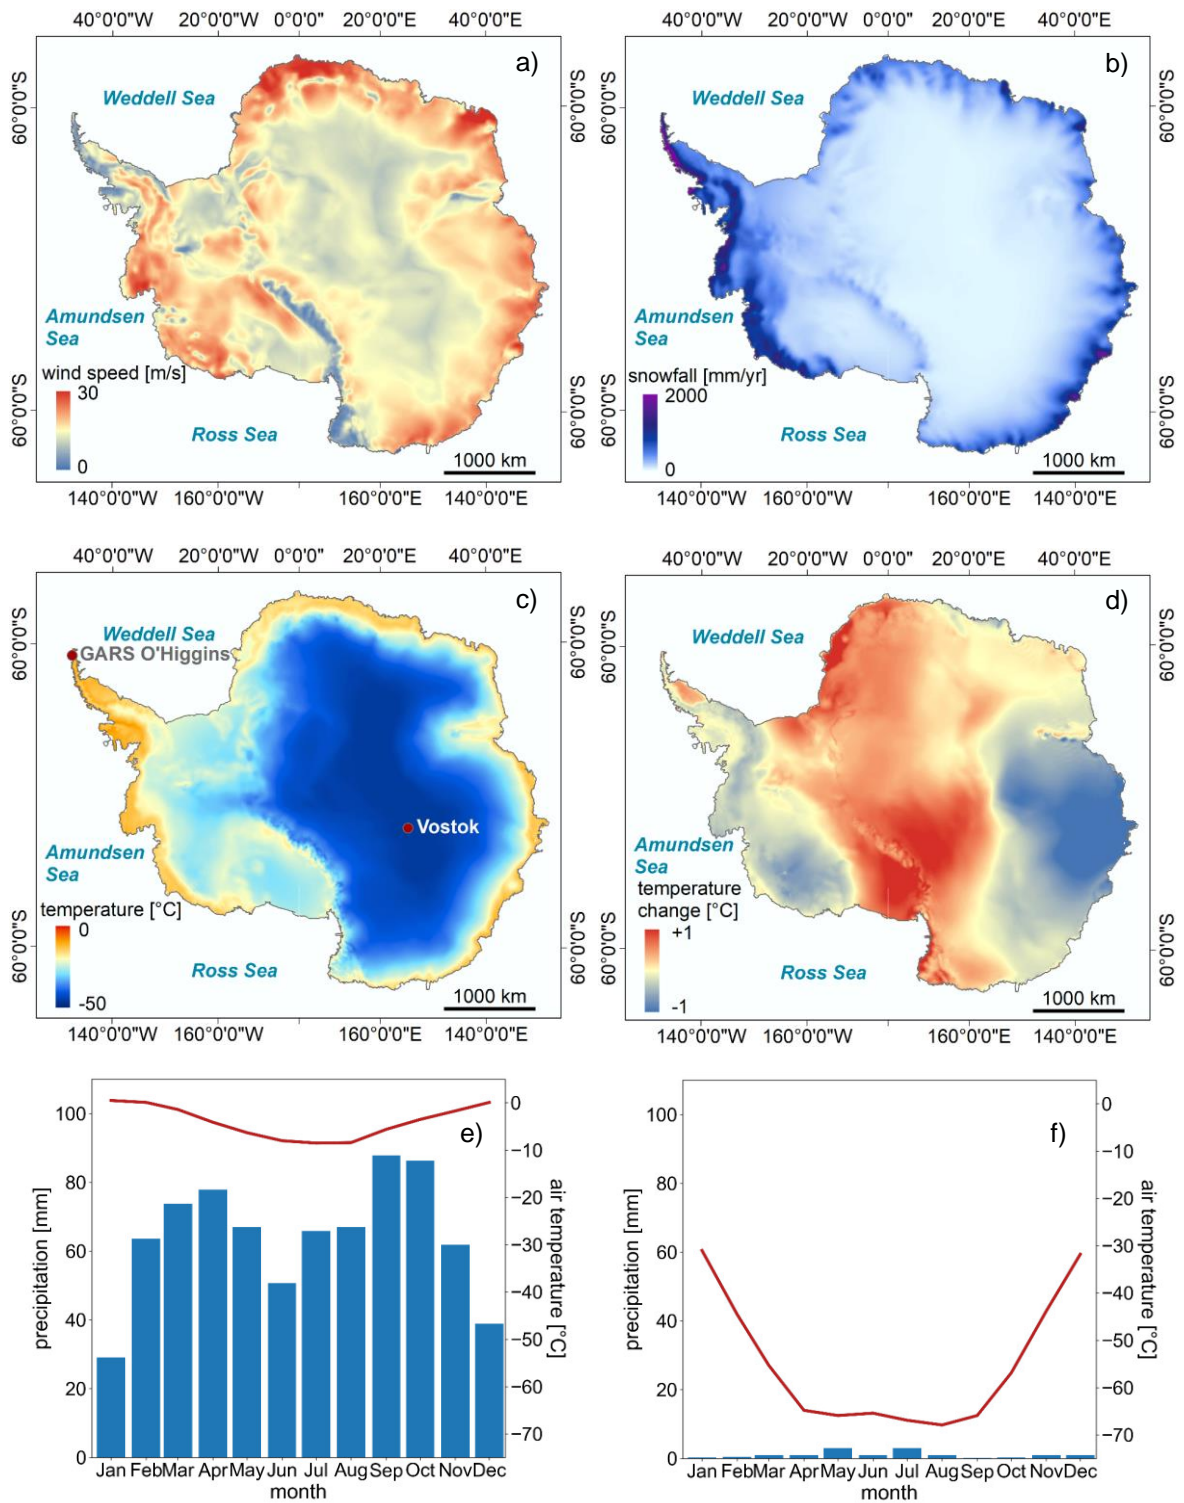 40°0'0"W 20°0'0"W 0°0'0" 20°0'0"E 40°0'0"E
a)
Weddell Sea
60°0'0"S
60°0'0"S
Amundsen
Sea
wind speed [m/s]
30
0
60°0'0"S
60°0'0"S
Ross Sea
1000 km
140°0'0"W 160°0'0"W 160°0'0"E 140°0'0"E
40°0'0"W 20°0'0"W 0°0'0" 20°0'0"E 40°0'0"E
b)
Weddell Sea
60°0'0"S
60°0'0"S
Amundsen
Sea
snowfall [mm/yr]
2000
0
60°0'0"S
60°0'0"S
Ross Sea
1000 km
140°0'0"W 160°0'0"W 160°0'0"E 140°0'0"E
40°0'0"W 20°0'0"W 0°0'0" 20°0'0"E 40°0'0"E
c)
Weddell Sea
GARS O'Higgins
60°0'0"S
60°0'0"S
Vostok
Amundsen
Sea
temperature [°C]
0
-50
60°0'0"S
60°0'0"S
Ross Sea
1000 km
140°0'0"W 160°0'0"W 160°0'0"E 140°0'0"E
40°0'0"W 20°0'0"W 0°0'0" 20°0'0"E 40°0'0"E
d)
Weddell Sea
60°0'0"S
60°0'0"S
Amundsen
Sea
temperature
change [°C]
+1
-1
60°0'0"S
60°0'0"S
Ross Sea
1000 km
140°0'0"W 160°0'0"W 160°0'0"E 140°0'0"E
e)
precipitation [mm]
100
80
60
40
20
0
air temperature [°C]
0
−10
−20
−30
−40
−50
−60
−70
Jan Feb Mar Apr May Jun Jul Aug Sep Oct Nov Dec
month
f)
precipitation [mm]
100
80
60
40
20
0
air temperature [°C]
0
−10
−20
−30
−40
−50
−60
−70
Jan Feb Mar Apr May Jun Jul Aug Sep Oct Nov Dec
month